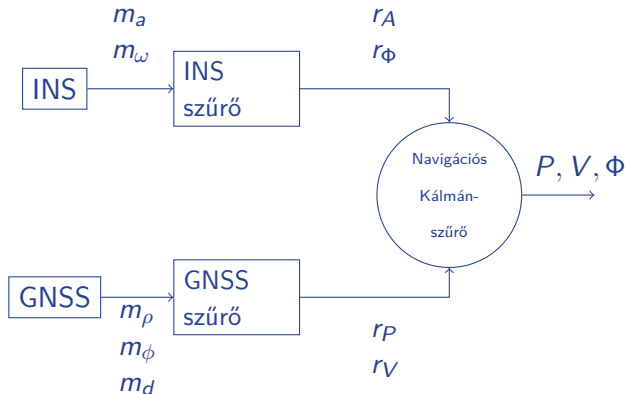 m_a
m_ω
r_A
r_Φ
INS
INS
szűrő
Navigációs
Kálmán-
szűrő
P, V, Φ
GNSS
GNSS
szűrő
m_ρ
m_ϕ
m_d
r_P
r_V